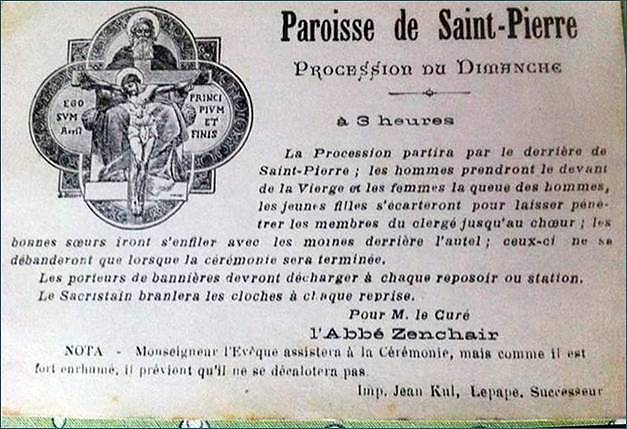 Paroisse de Saint-Pierre
PROCESSION DU DIMANCHE
à 3 heures
EGO
SVM
PRINCI
PIVM
ET
FINIS
La Procession partira par le derrière de
Saint-Pierre ; les hommes prendront le devant
de la Vierge et les femmes la queue des hommes,
les jeunes filles s'écarteront pour laisser péné-
trer les membres du clergé jusqu'au chœur ; les
bonnes sœurs iront s'enfiler avec les moines derrière l'autel ; ceux-ci ne se
débanderont que lorsque la cérémonie sera terminée.
Les porteurs de bannières devront décharger à chaque reposoir ou station.
Le Sacristain branlera les cloches à chaque reprise.
Pour M. le Curé
l'Abbé Zenchair
NOTA - Monseigneur l'Evêque assistera à la Cérémonie, mais comme il est
fort enrhumé, il prévient qu'il ne se décalotera pas.
Imp. Jean Kul, Lepape, Successeur